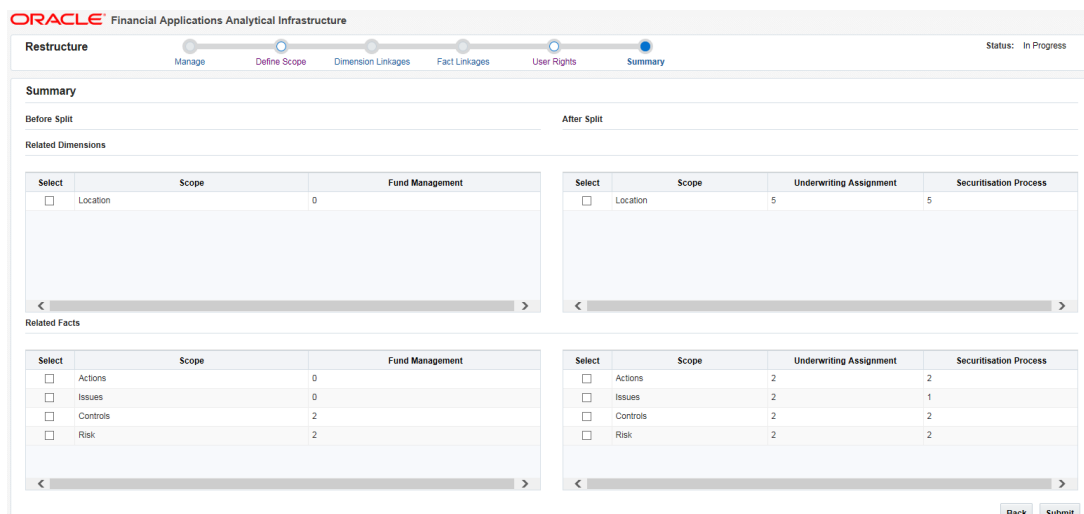 ORACLE® Financial Applications Analytical Infrastructure
Restructure
Status: In Progress
Manage Define Scope Dimension Linkages Fact Linkages User Rights Summary
Summary
Before Split After Split
Related Dimensions
Select Scope Fund Management Select Scope Underwriting Assignment Securitisation Process
Location 0 Location 5 5
Related Facts
Select Scope Fund Management Select Scope Underwriting Assignment Securitisation Process
Actions 0 Actions 2 2
Issues 0 Issues 2 1
Controls 2 Controls 2 2
Risk 2 Risk 2 2
Back Submit